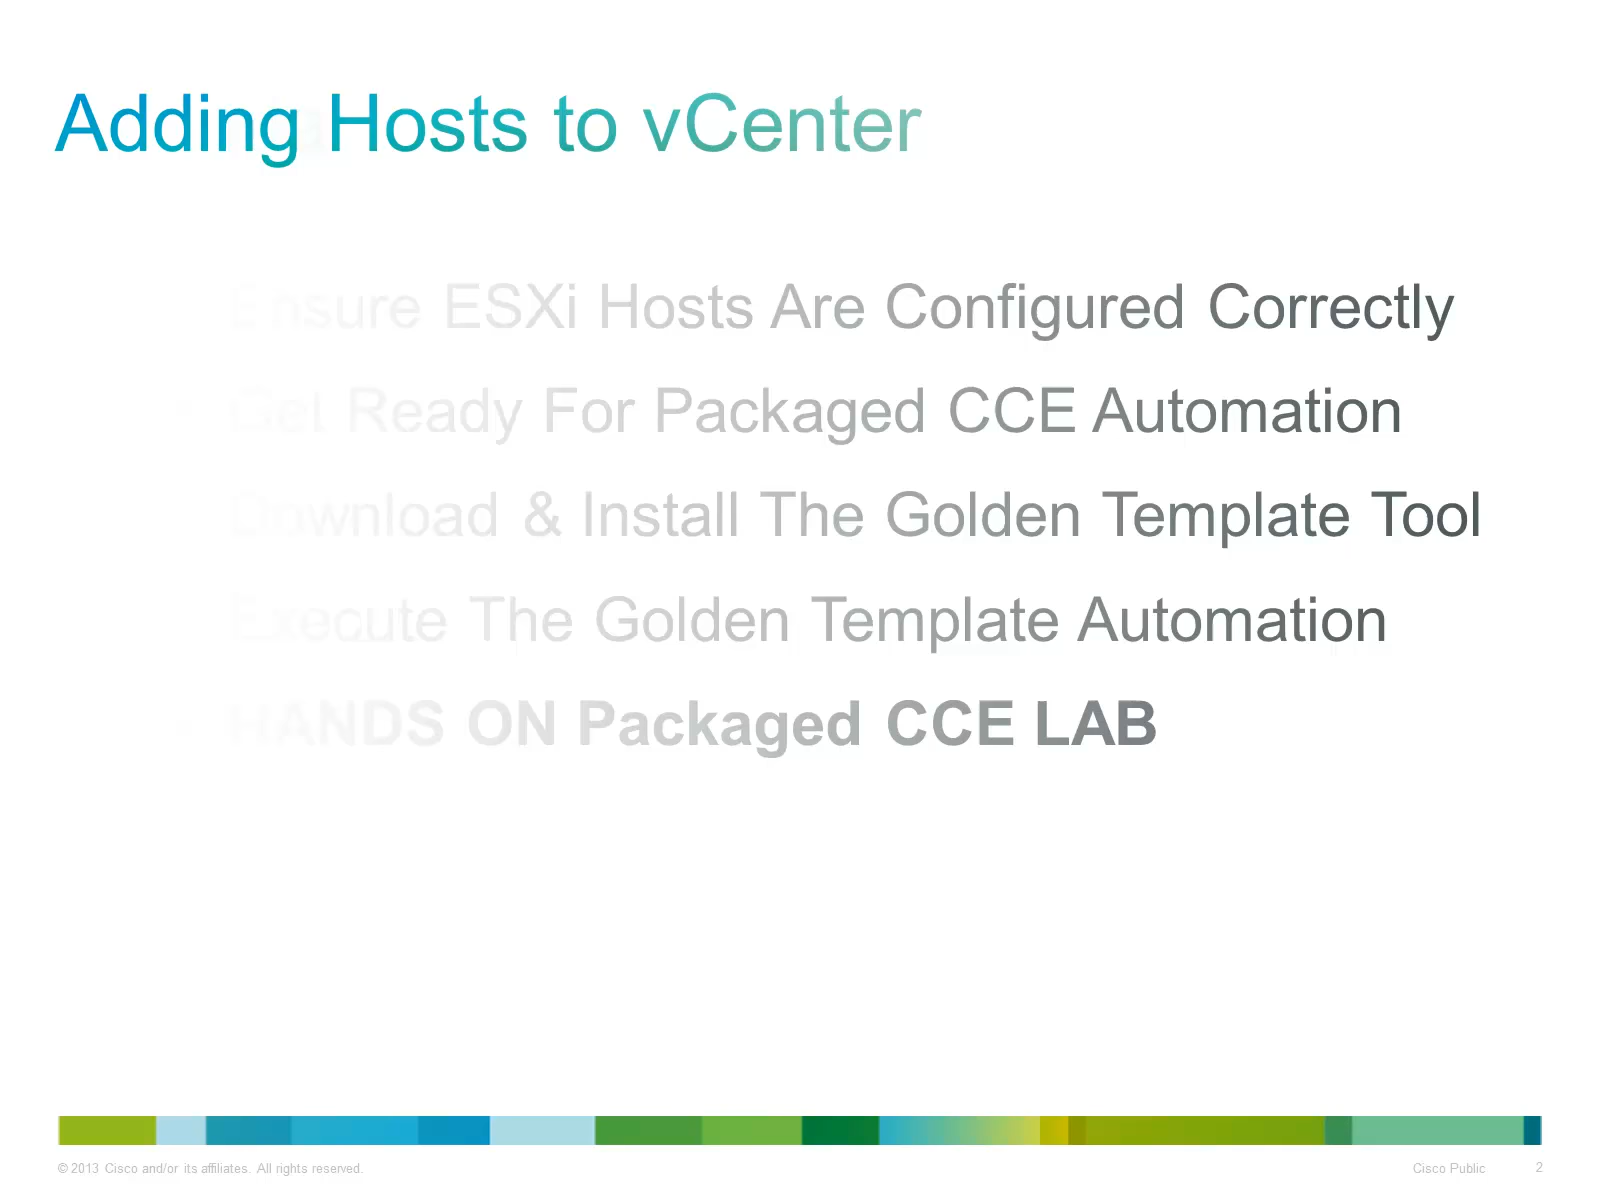 Adding Hosts to vCenter
Ensure ESXi Hosts Are Configured Correctly
Get Ready For Packaged CCE Automation
Download & Install The Golden Template Tool
Execute The Golden Template Automation
HANDS ON Packaged CCE LAB
© 2013 Cisco and/or its affiliates. All rights reserved.
Cisco Public
2